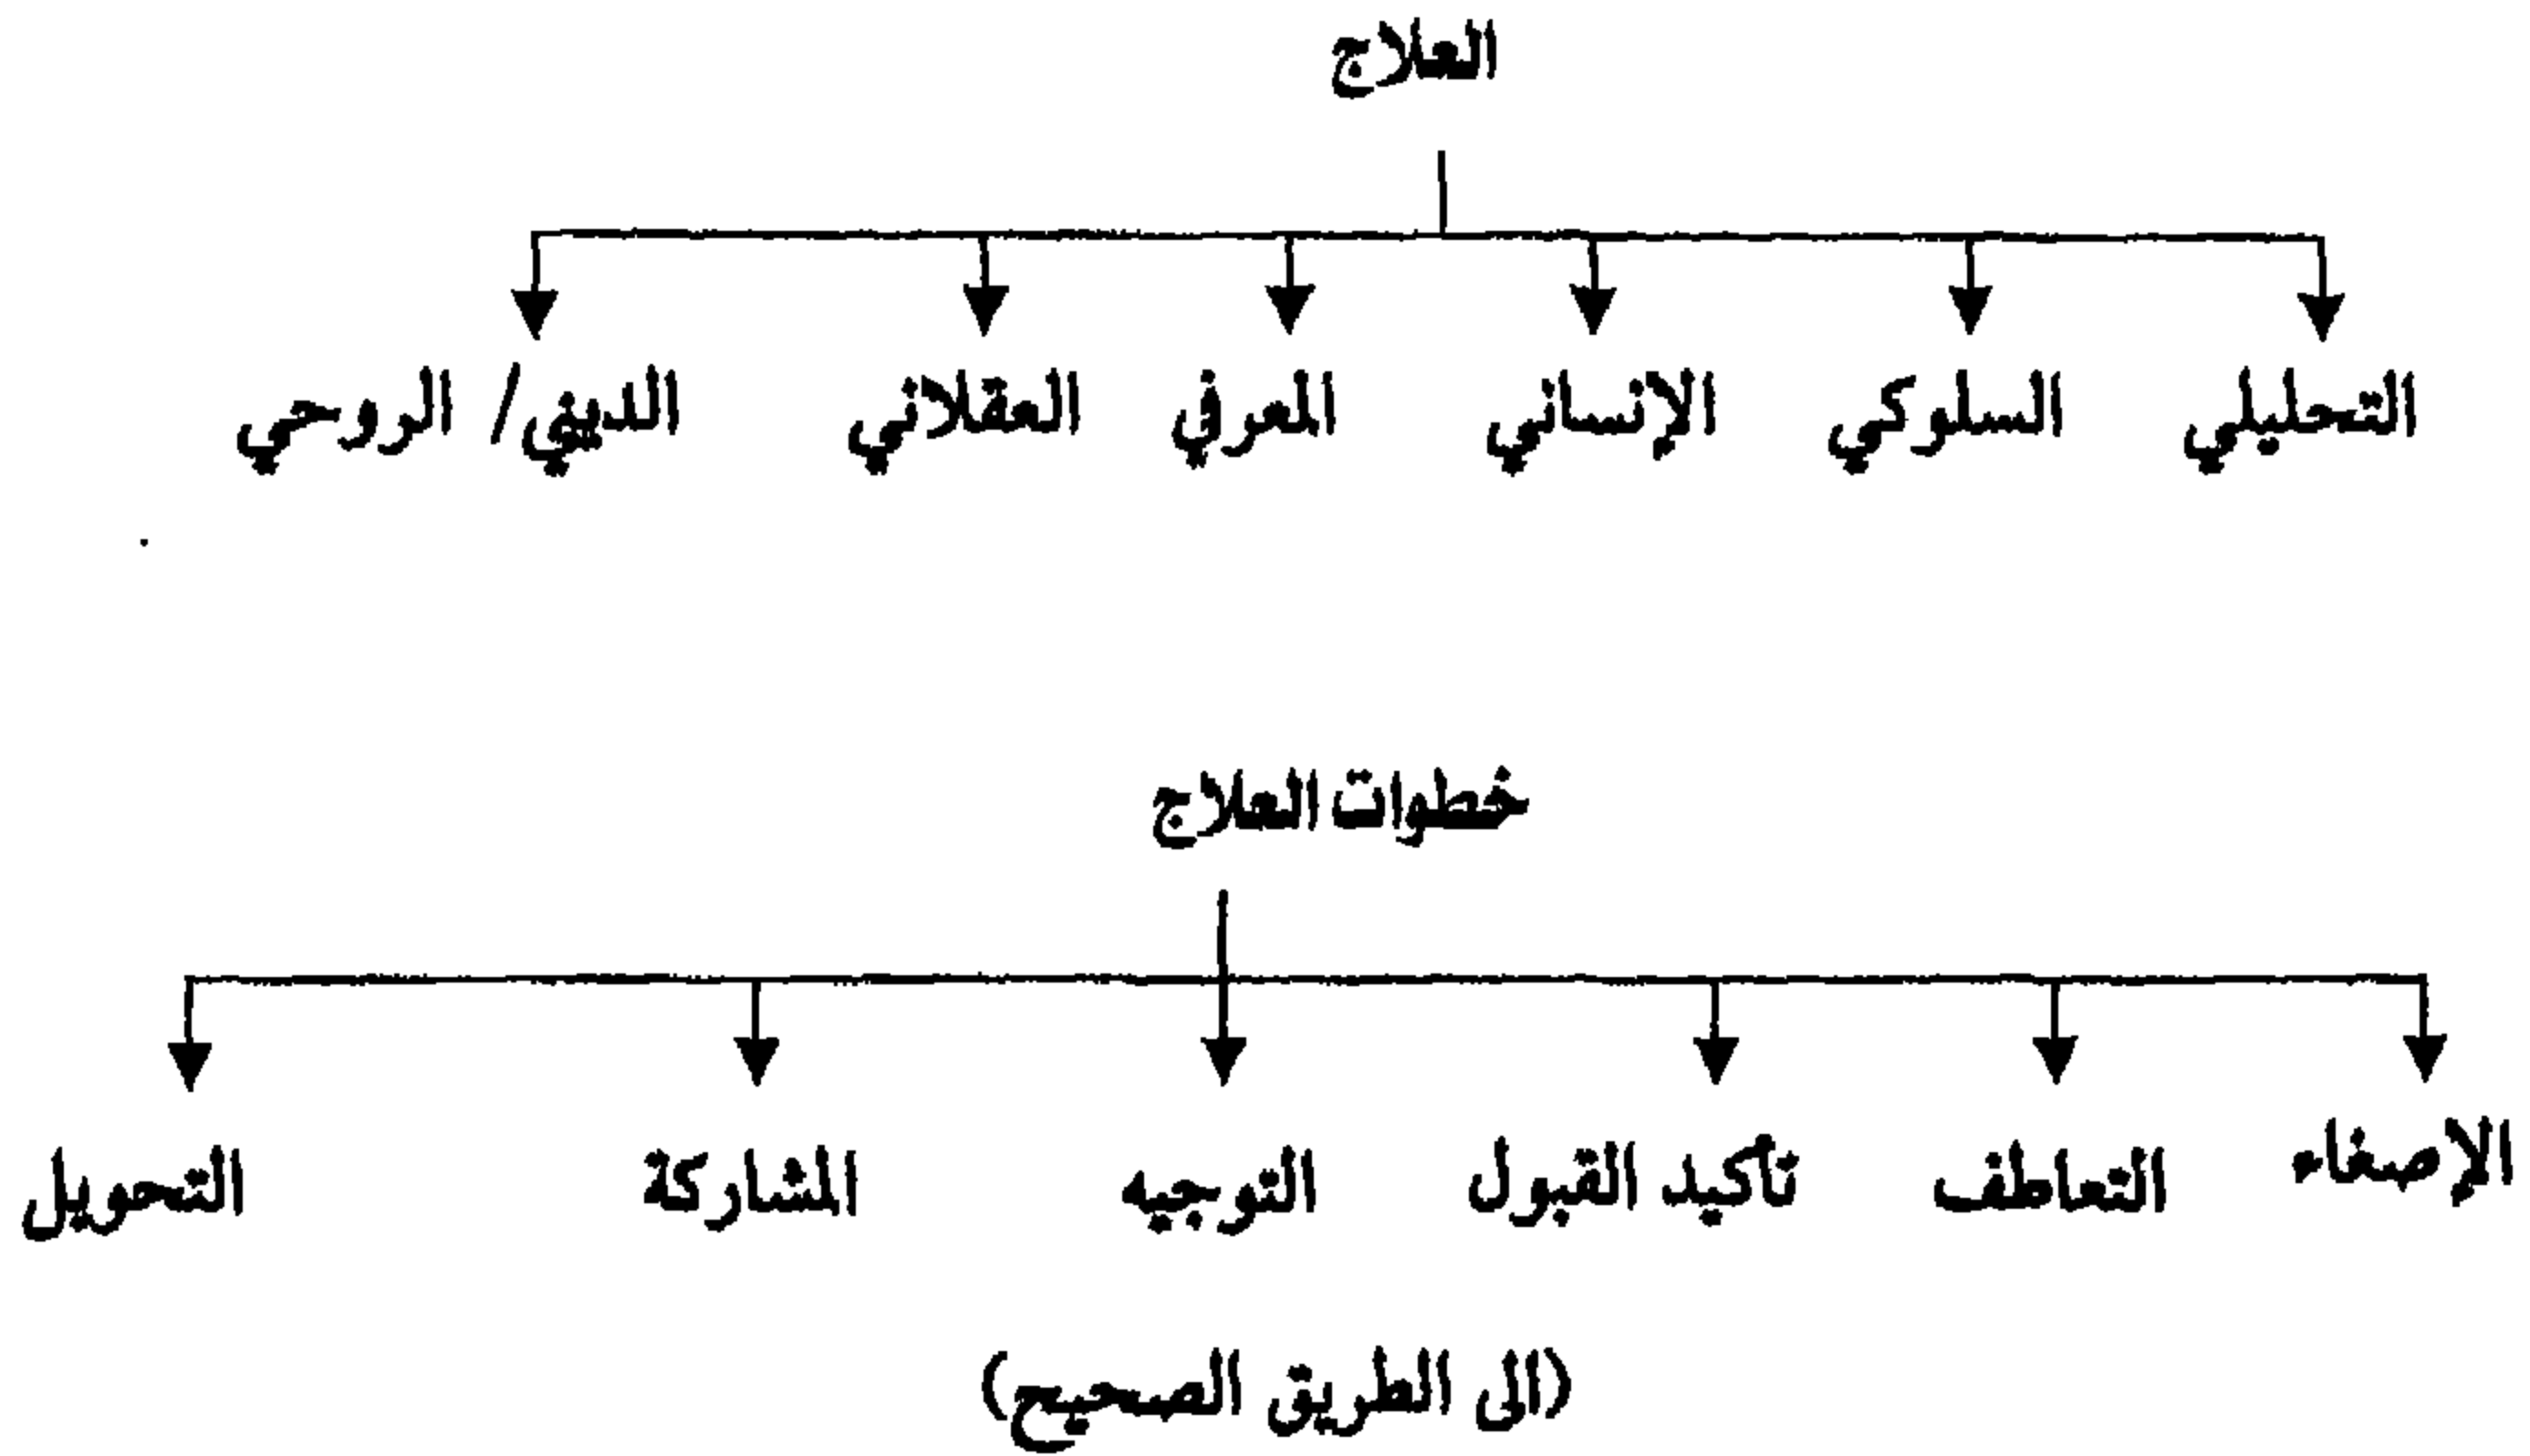 العلاج
التحليلي السلوكي الإنساني المعرفي العقلاني الديني/ الروحي
خطوات العلاج
الإصغاء التعاطف تأكيد القبول التوجيه المشاركة التحويل
(الى الطريق الصحيح)